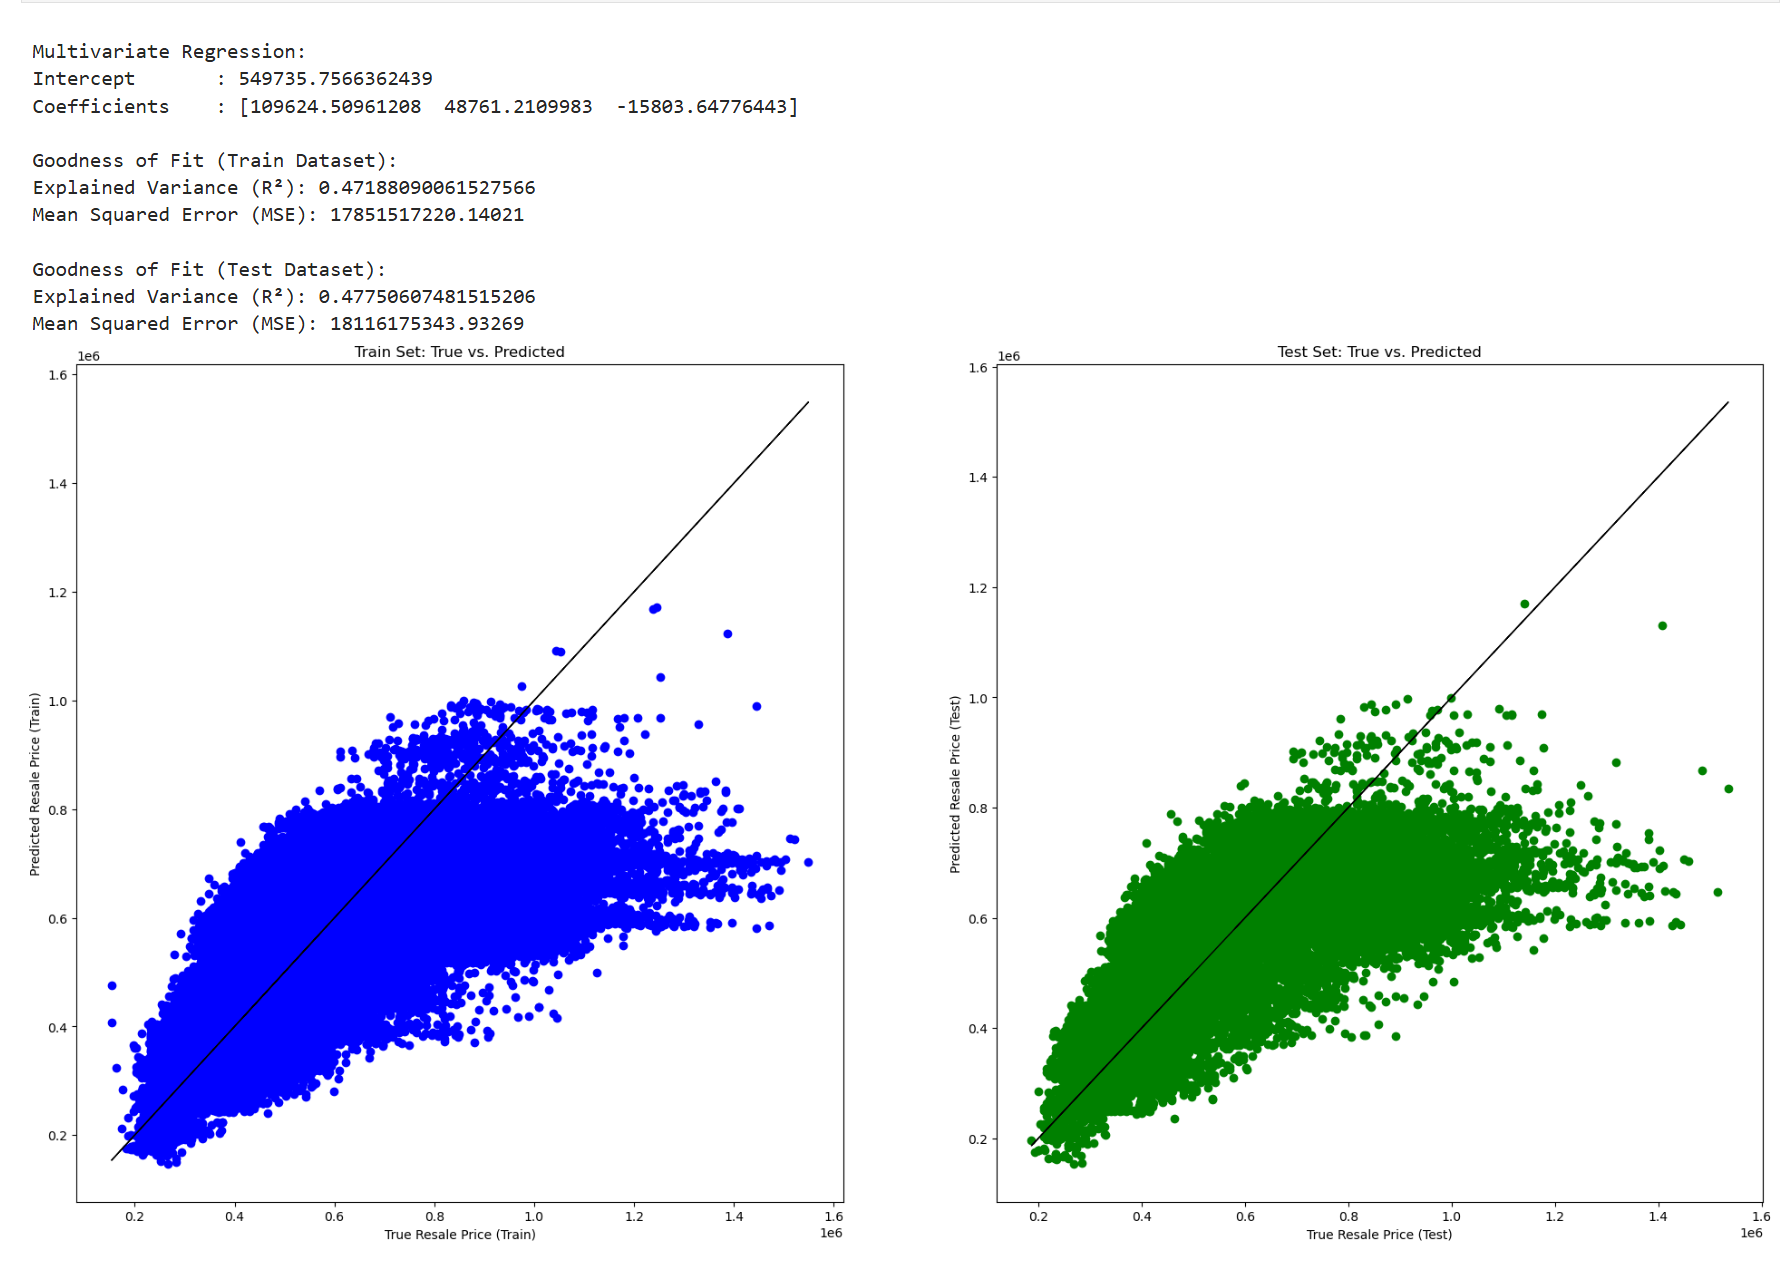 Multivariate Regression:
Intercept       : 549735.7566362439
Coefficients    : [109624.50961208  48761.2109983  -15803.64776443]
Goodness of Fit (Train Dataset):
Explained Variance (R²): 0.47188090061527566
Mean Squared Error (MSE): 17851517220.14021
Goodness of Fit (Test Dataset):
Explained Variance (R²): 0.47750607481515206
Mean Squared Error (MSE): 18116175343.93269
Train Set: True vs. Predicted
1e6
1.6
1.4
1.2
1.0
0.8
0.6
0.4
0.2
Predicted Resale Price (Train)
0.2 0.4 0.6 0.8 1.0 1.2 1.4 1.6
1e6
True Resale Price (Train)
Test Set: True vs. Predicted
1e6
1.6
1.4
1.2
1.0
0.8
0.6
0.4
0.2
Predicted Resale Price (Test)
0.2 0.4 0.6 0.8 1.0 1.2 1.4 1.6
1e6
True Resale Price (Test)